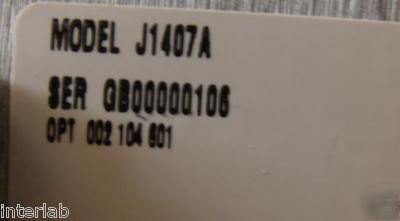 MODEL J1407A
SER GB00000106
OPT 002 104 601
interlab